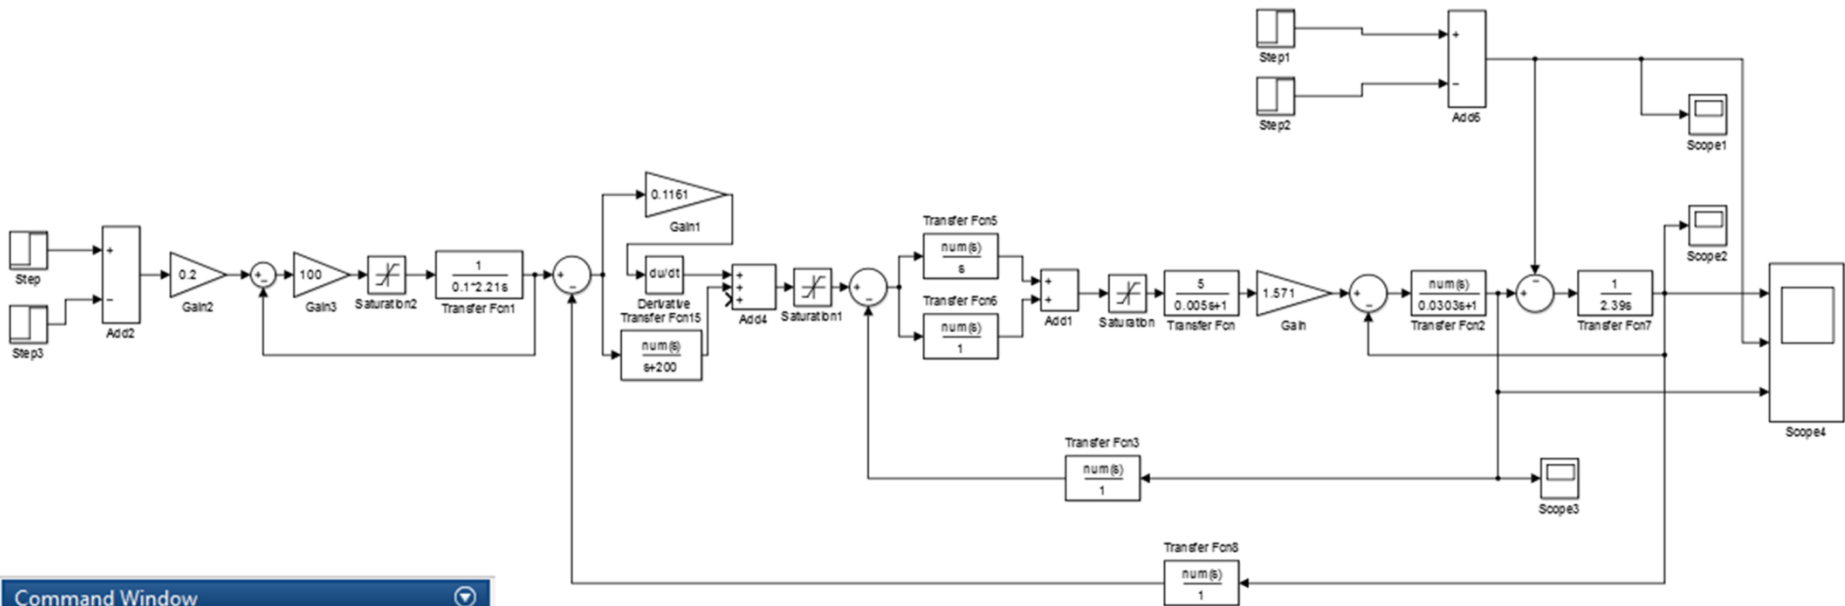 Step1
Step2
+
−
Add6
Scope1
Scope2
Step
Step3
+
−
Add2
0.2
Gain2
+
−
100
Gain3
Saturation2
1
0.1*2.21s
Transfer Fcn1
+
−
0.1161
Gain1
du/dt
Derivative
Transfer Fcn15
num(s)
s+200
+
+
+
Add4
Saturation1
+
−
Transfer Fcn5
num(s)
s
Transfer Fcn6
num(s)
1
+
+
Add1
Saturation
5
0.005s+1
Transfer Fcn
1.571
Gain
+
−
num(s)
0.0303s+1
Transfer Fcn2
+
−
1
2.39s
Transfer Fcn7
Scope4
Transfer Fcn3
num(s)
1
Scope3
Transfer Fcn8
num(s)
1
Command Window